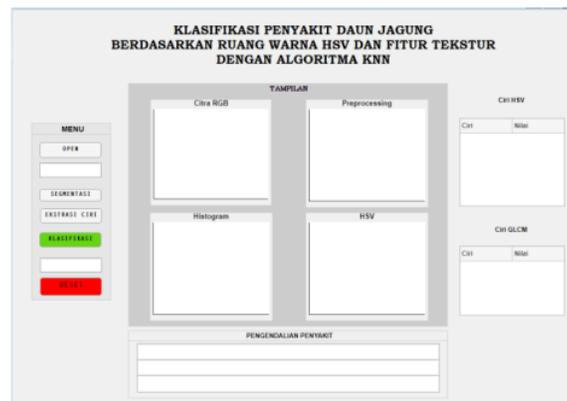 KLASIFIKASI PENYAKIT DAUN JAGUNG
BERDASARKAN RUANG WARNA HSV DAN FITUR TEKSTUR
DENGAN ALGORITMA KNN
MENU
OPEN
SEGMENTASI
EKSTRASI CIRI
KLASIFIKASI
RESET
TAMPILAN
Citra RGB
Preprocessing
Histogram
HSV
PENGENDALIAN PENYAKIT
Ciri HSV
Ciri Nilai
Ciri GLCM
Ciri Nilai